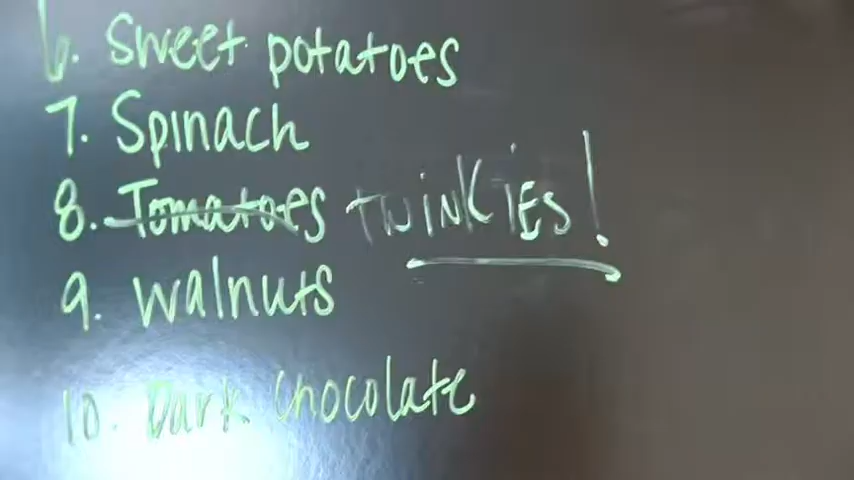 6. Sweet potatoes
7. Spinach
8. Tomatoes TWINKIES!
9. walnuts
10. Dark chocolate